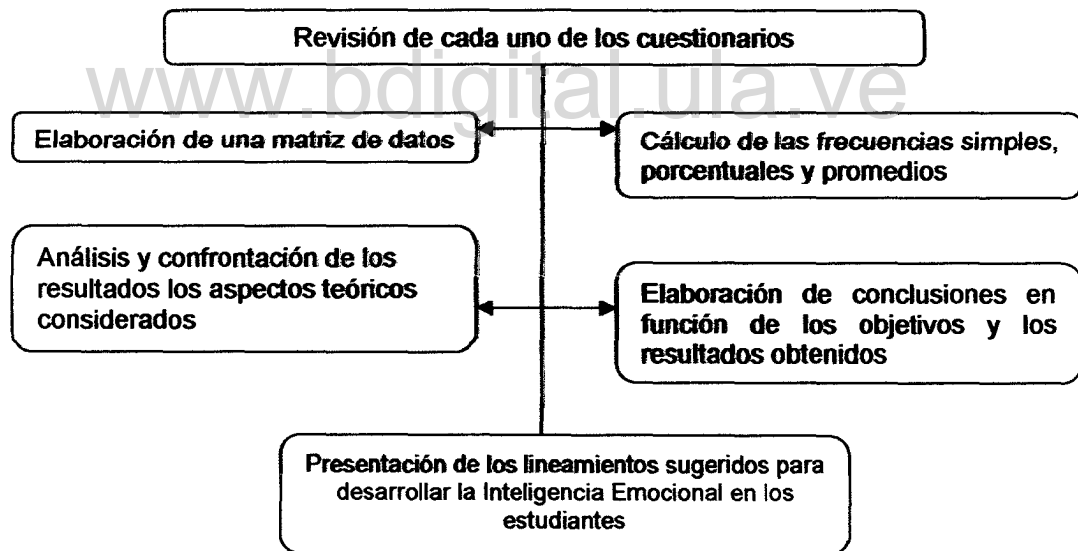 Revisión de cada uno de los cuestionarios
www.bdigital.ula.ve
Elaboración de una matriz de datos
Cálculo de las frecuencias simples,
porcentuales y promedios
Análisis y confrontación de los
resultados los aspectos teóricos
considerados
Elaboración de conclusiones en
función de los objetivos y los
resultados obtenidos
Presentación de los lineamientos sugeridos para
desarrollar la Inteligencia Emocional en los
estudiantes